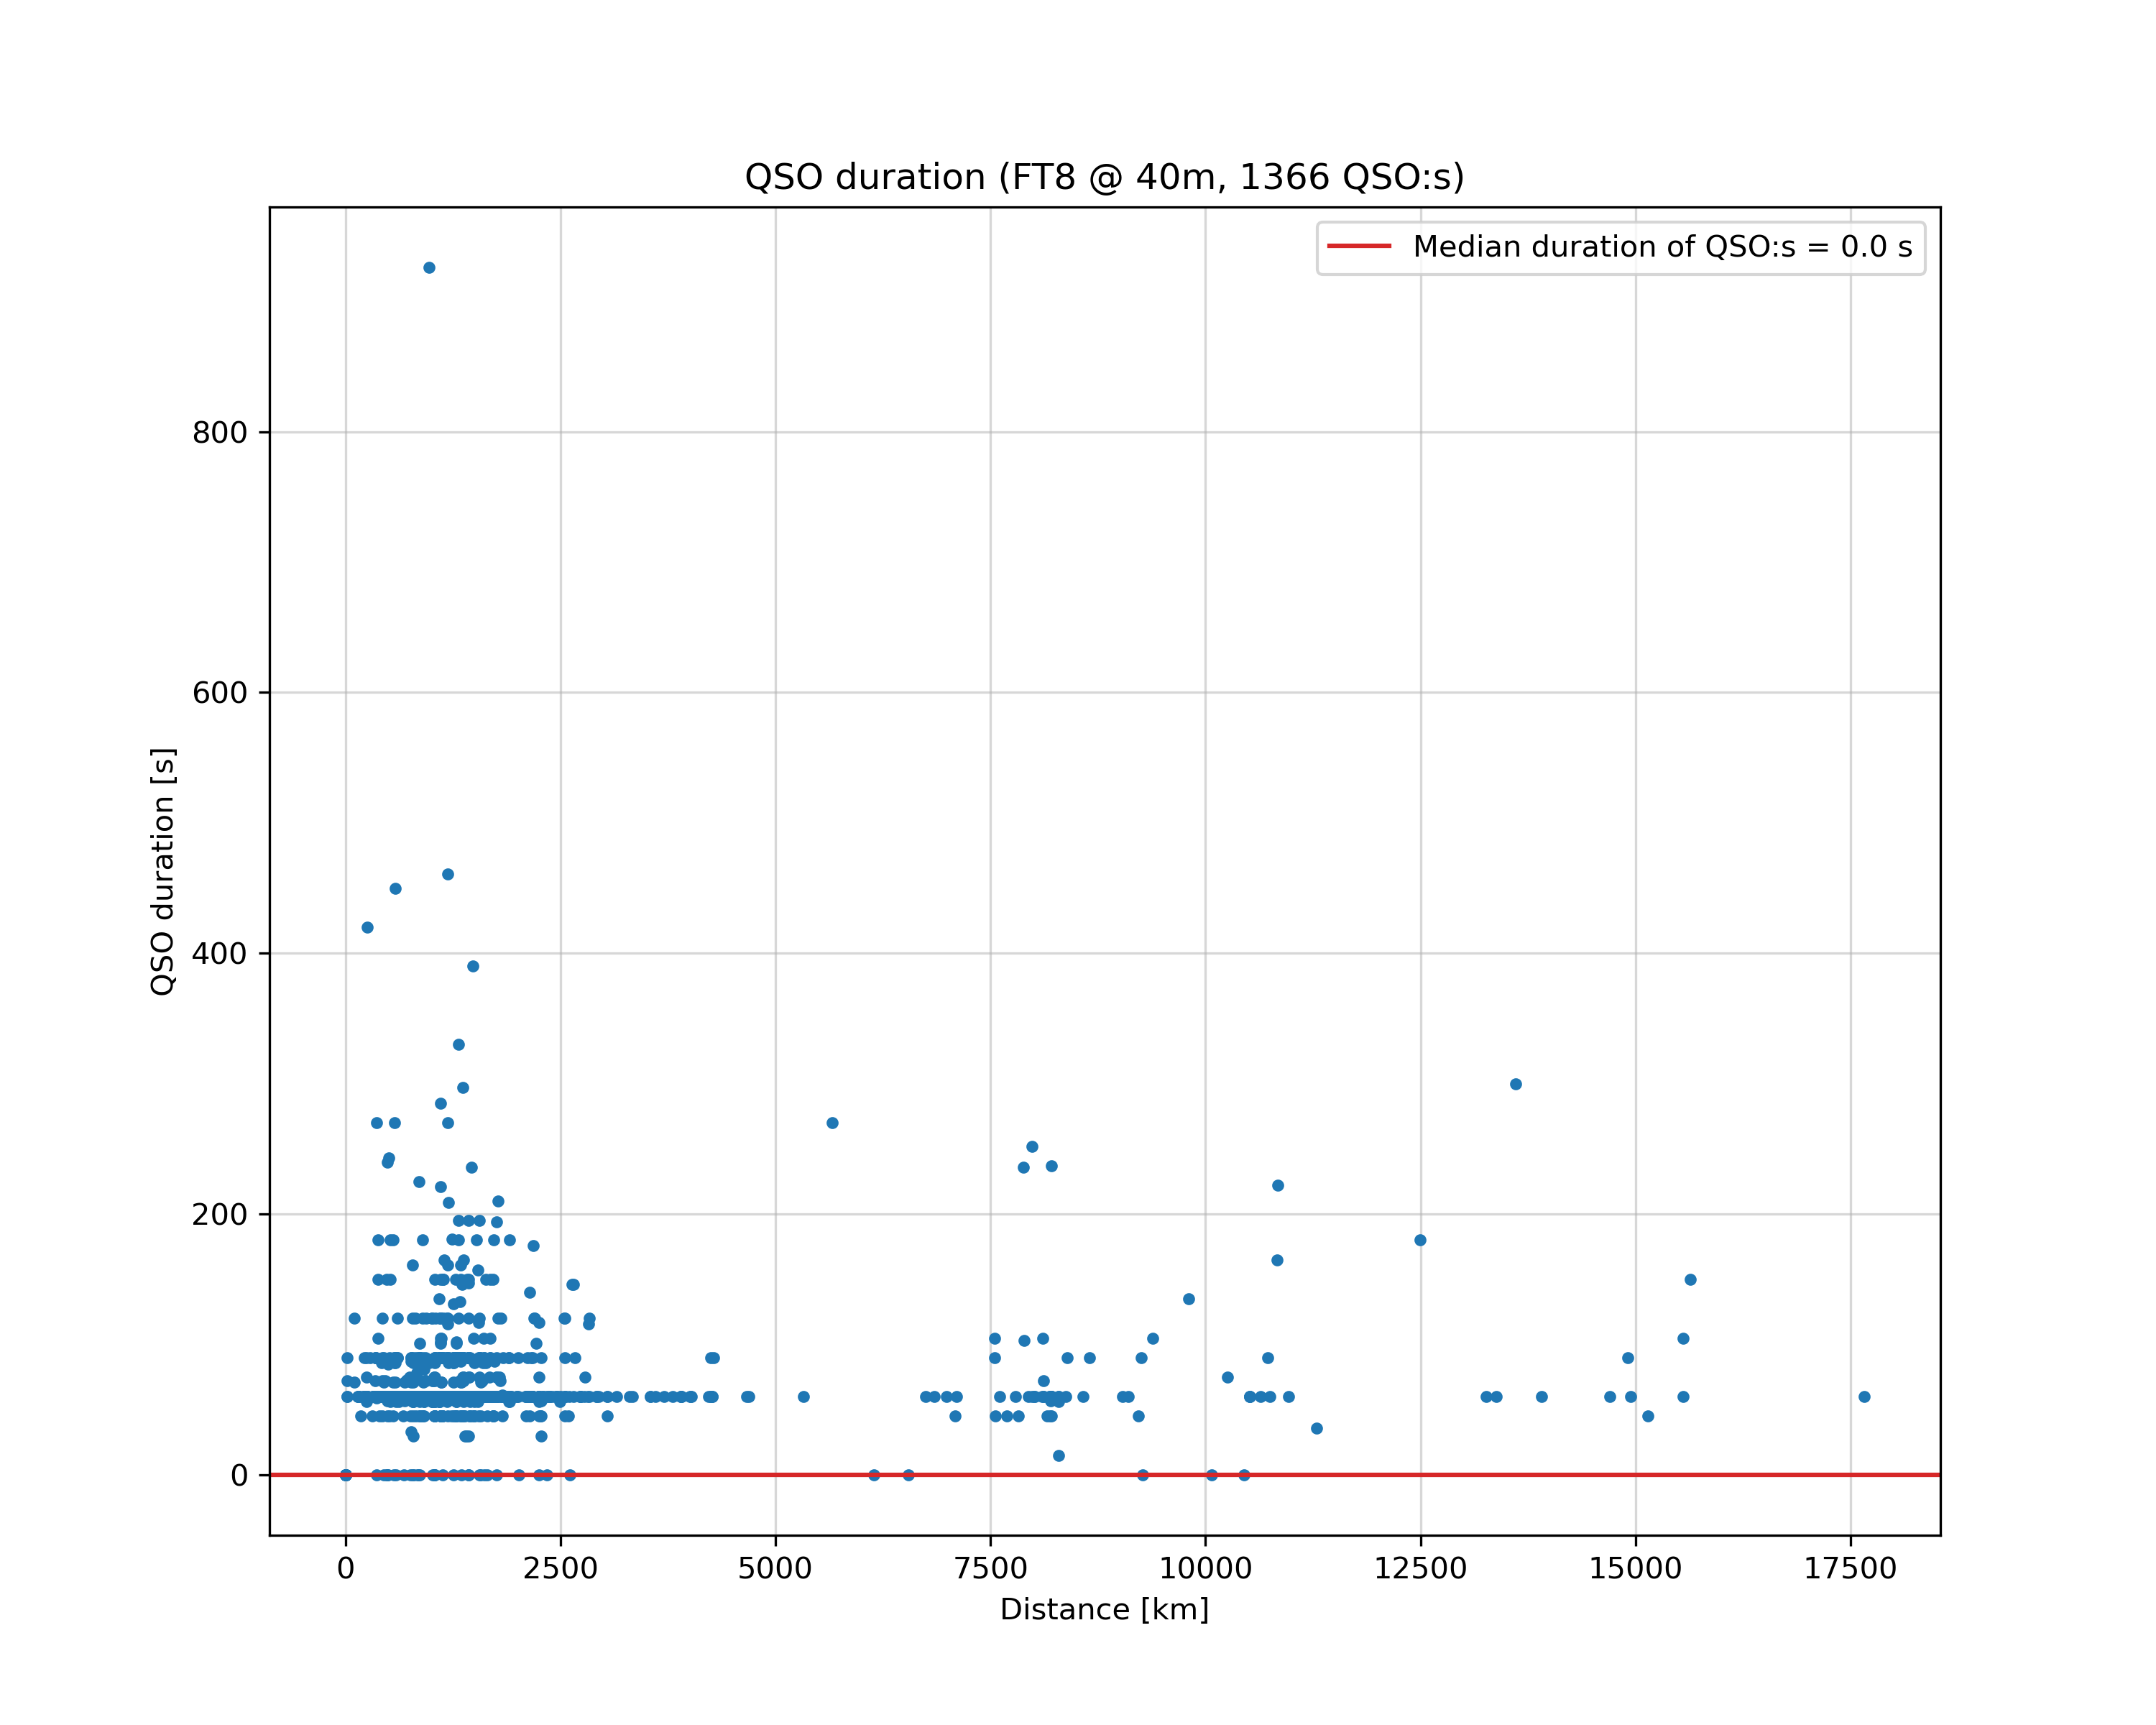 QSO duration (FT8 @ 40m, 1366 QSO:s)
Median duration of QSO:s = 0.0 s
800
600
400
200
0
QSO duration [s]
0 2500 5000 7500 10000 12500 15000 17500
Distance [km]